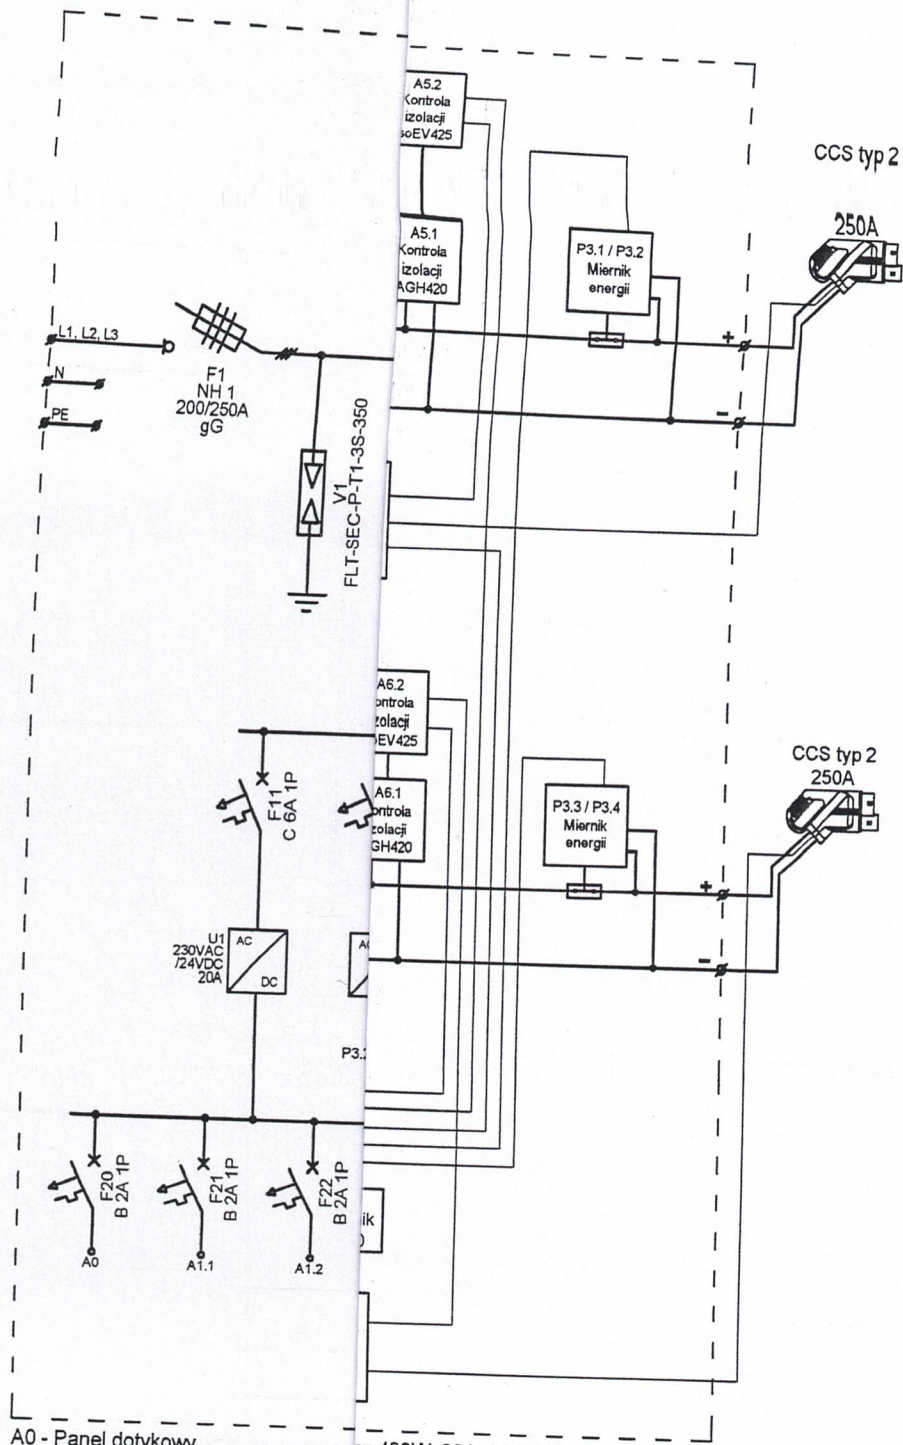 A5.2
Kontrola
izolacji
soEV425
CCS typ 2
250A
A5.1
Kontrola
izolacji
AGH420
P3.1 / P3.2
Miernik
energii
L1, L2, L3
N
PE
F1
NH 1
200/250A
gG
+
-
V1
FLT-SEC-P-T1-3S-350
A6.2
ontrola
zolacji
EV425
F11
C 6A 1P
A6.1
ontrola
zolacji
GH420
P3.3 / P3.4
Miernik
energii
CCS typ 2
250A
+
-
U1
230VAC
/24VDC
20A
AC
DC
P3.
F20
B 2A 1P
F21
B 2A 1P
F22
B 2A 1P
ik
A0
A1.1
A1.2
A0 - Panel dotykowy